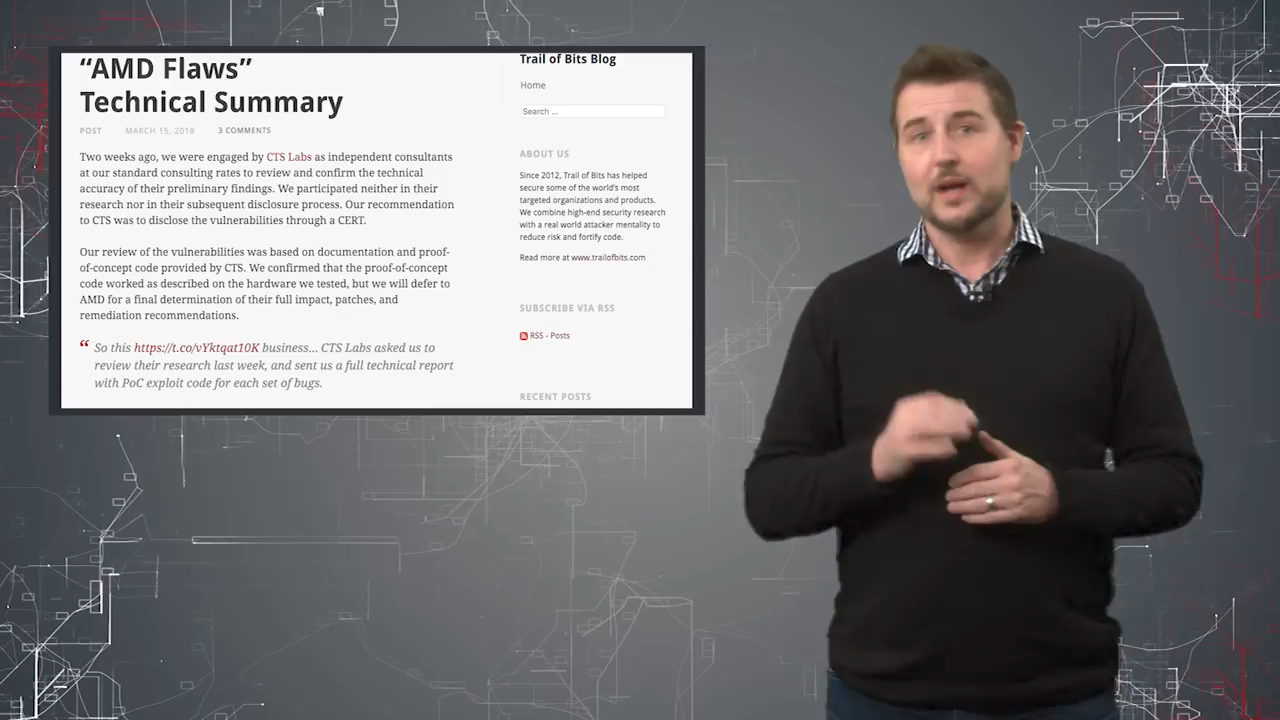 “AMD Flaws”
Technical Summary
POST MARCH 15, 2018 3 COMMENTS
Two weeks ago, we were engaged by CTS Labs as independent consultants
at our standard consulting rates to review and confirm the technical
accuracy of their preliminary findings. We participated neither in their
research nor in their subsequent disclosure process. Our recommendation
to CTS was to disclose the vulnerabilities through a CERT.
Our review of the vulnerabilities was based on documentation and proof-
of-concept code provided by CTS. We confirmed that the proof-of-concept
code worked as described on the hardware we tested, but we will defer to
AMD for a final determination of their full impact, patches, and
remediation recommendations.
“ So this https://t.co/vYktqat10K business... CTS Labs asked us to
review their research last week, and sent us a full technical report
with PoC exploit code for each set of bugs.
Trail of Bits Blog
Home
Search ...
ABOUT US
Since 2012, Trail of Bits has helped
secure some of the world's most
targeted organizations and products.
We combine high-end security research
with a real world attacker mentality to
reduce risk and fortify code.
Read more at www.trailofbits.com
SUBSCRIBE VIA RSS
RSS - Posts
RECENT POSTS